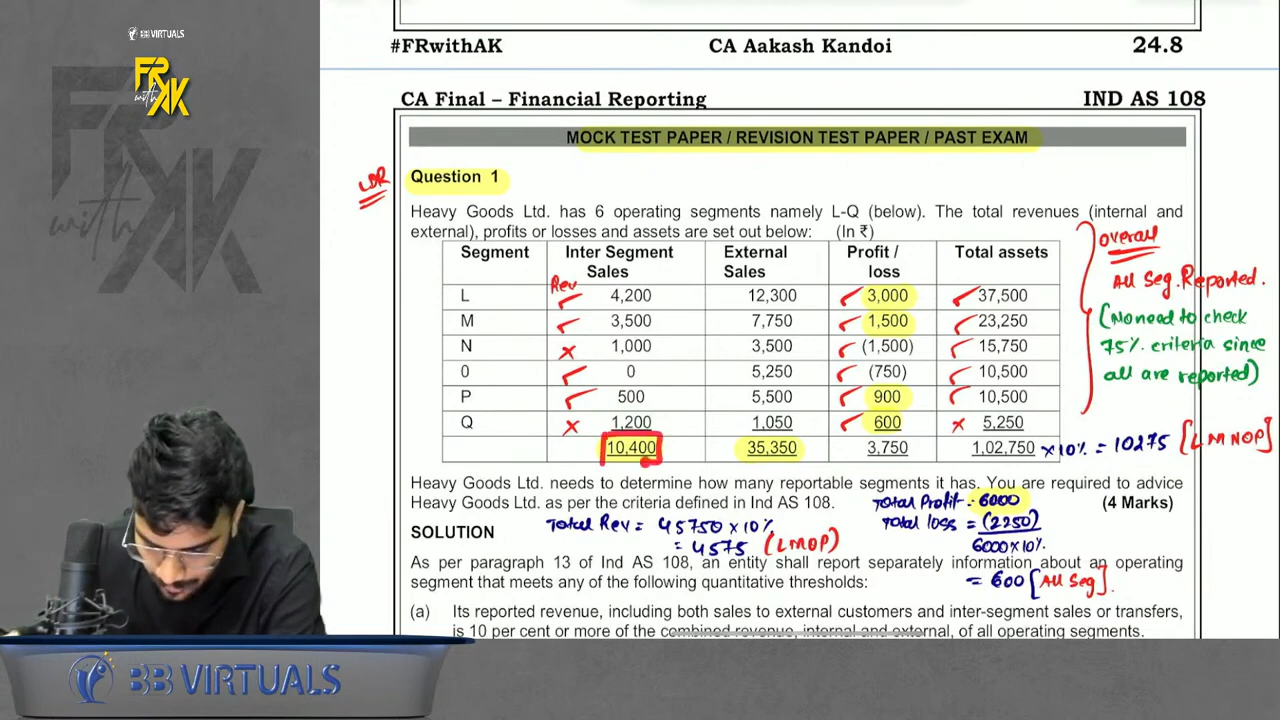 BB VIRTUALS
FR
with
AK
#FRwithAK CA Aakash Kandoi 24.8
CA Final – Financial Reporting IND AS 108
MOCK TEST PAPER / REVISION TEST PAPER / PAST EXAM
LDR
Question 1
Heavy Goods Ltd. has 6 operating segments namely L-Q (below). The total revenues (internal and
external), profits or losses and assets are set out below: (In ₹)
Segment Inter Segment Sales External Sales Profit / loss Total assets
Rev
L 4,200 12,300 3,000 37,500
M 3,500 7,750 1,500 23,250
N 1,000 3,500 (1,500) 15,750
0 0 5,250 (750) 10,500
P 500 5,500 900 10,500
Q 1,200 1,050 600 5,250
10,400 35,350 3,750 1,02,750 ×10% = 10275 [LMNOP]
overall
All Seg. Reported.
(No need to check
75% criteria since
all are reported)
Heavy Goods Ltd. needs to determine how many reportable segments it has. You are required to advice
Heavy Goods Ltd. as per the criteria defined in Ind AS 108. (4 Marks)
Total Profit = 6000
Total loss = (2250)
6000×10%
= 600 [All Seg].
Total Rev = 45750 ×10%
= 4575 (LMOP)
SOLUTION
As per paragraph 13 of Ind AS 108, an entity shall report separately information about an operating
segment that meets any of the following quantitative thresholds:
(a) Its reported revenue, including both sales to external customers and inter-segment sales or transfers,
is 10 per cent or more of the combined revenue, internal and external, of all operating segments.
BB VIRTUALS